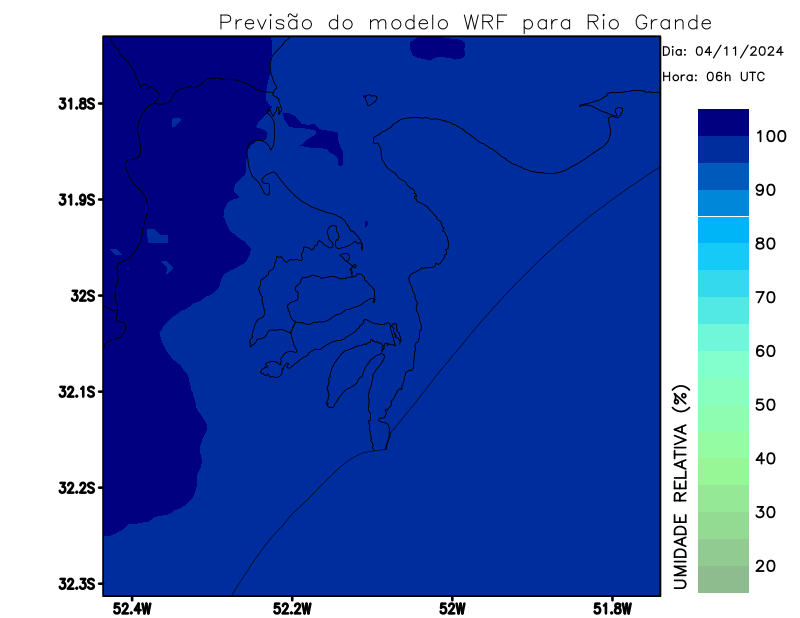 Previsão do modelo WRF para Rio Grande
Dia: 04/11/2024
Hora: 06h UTC
31.8S
31.9S
32S
32.1S
32.2S
32.3S
52.4W
52.2W
52W
51.8W
UMIDADE RELATIVA (%)
100
90
80
70
60
50
40
30
20